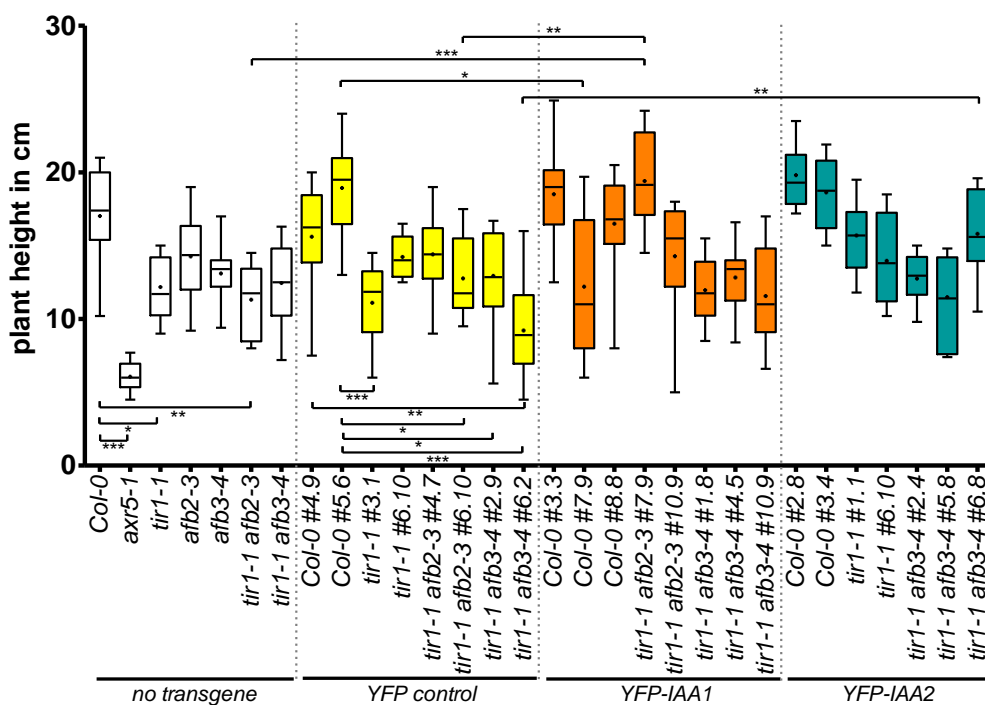 plant height in cm
30
20
10
0
**
***
*
**
***
**
**
*
*
***
*
***
Col-0
axr5-1
tir1-1
afb2-3
afb3-4
tir1-1 afb2-3
tir1-1 afb3-4
Col-0 #4.9
Col-0 #5.6
tir1-1 #3.1
tir1-1 #6.10
tir1-1 afb2-3 #4.7
tir1-1 afb2-3 #6.10
tir1-1 afb3-4 #2.9
tir1-1 afb3-4 #6.2
Col-0 #3.3
Col-0 #7.9
Col-0 #8.8
tir1-1 afb2-3 #7.9
tir1-1 afb2-3 #10.9
tir1-1 afb3-4 #1.8
tir1-1 afb3-4 #4.5
tir1-1 afb3-4 #10.9
Col-0 #2.8
Col-0 #3.4
tir1-1 #1.1
tir1-1 #6.10
tir1-1 afb3-4 #2.4
tir1-1 afb3-4 #5.8
tir1-1 afb3-4 #6.8
no transgene
YFP control
YFP-IAA1
YFP-IAA2